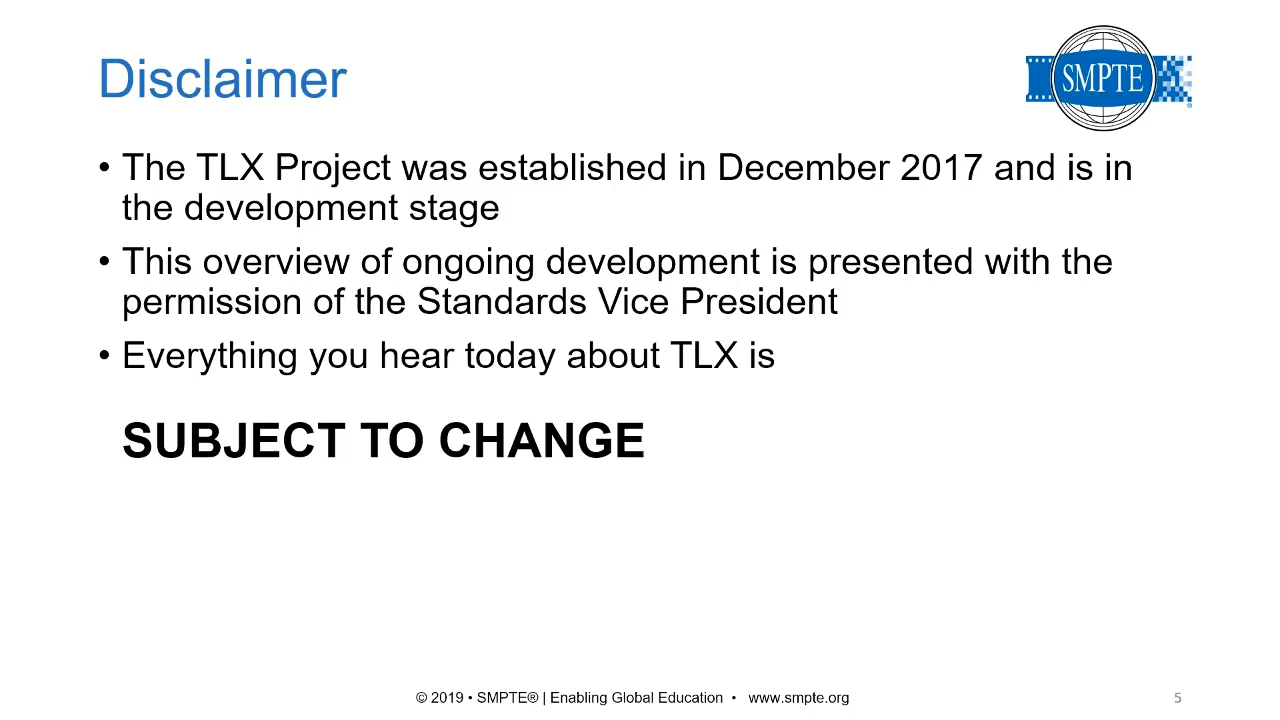 Disclaimer
SMPTE
®
• The TLX Project was established in December 2017 and is in
the development stage
• This overview of ongoing development is presented with the
permission of the Standards Vice President
• Everything you hear today about TLX is
SUBJECT TO CHANGE
© 2019 • SMPTE® | Enabling Global Education • www.smpte.org
5